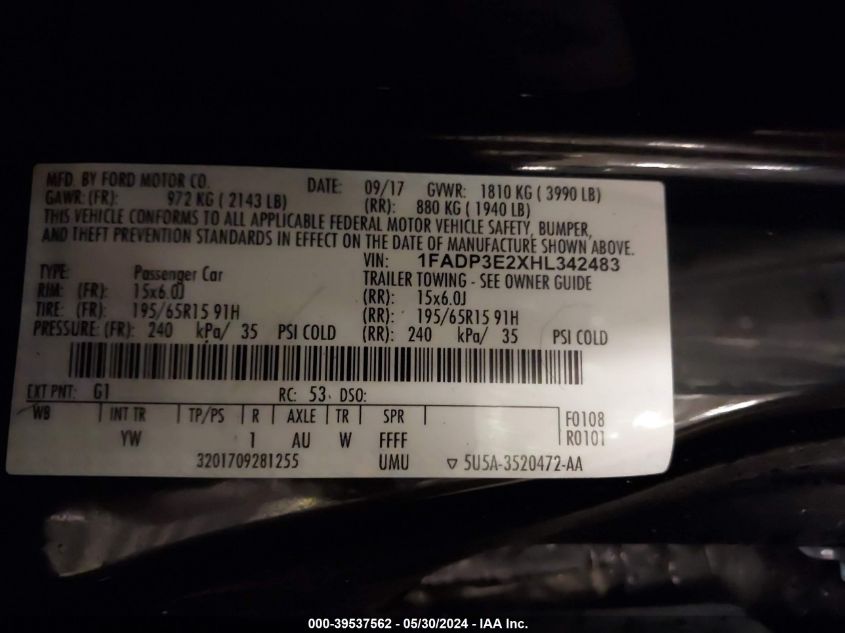 MFD. BY FORD MOTOR CO. DATE: 09/17 GVWR: 1810 KG ( 3990 LB)
GAWR: (FR): 972 KG ( 2143 LB) (RR): 880 KG ( 1940 LB)
THIS VEHICLE CONFORMS TO ALL APPLICABLE FEDERAL MOTOR VEHICLE SAFETY, BUMPER,
AND THEFT PREVENTION STANDARDS IN EFFECT ON THE DATE OF MANUFACTURE SHOWN ABOVE.
VIN: 1FADP3E2XHL342483
TYPE: Passenger Car TRAILER TOWING - SEE OWNER GUIDE
RIM: (FR): 15x6.0J (RR): 15x6.0J
TIRE: (FR): 195/65R15 91H (RR): 195/65R15 91H
PRESSURE: (FR): 240 kPa/ 35 PSI COLD (RR): 240 kPa/ 35 PSI COLD
EXT PNT: G1 RC: 53 DSO:
WB INT TR TP/PS R AXLE TR SPR F0108
YW 1 AU W FFFF R0101
3201709281255 UMU ▽ 5U5A-3520472-AA
000-39537562 - 05/30/2024 - IAA Inc.